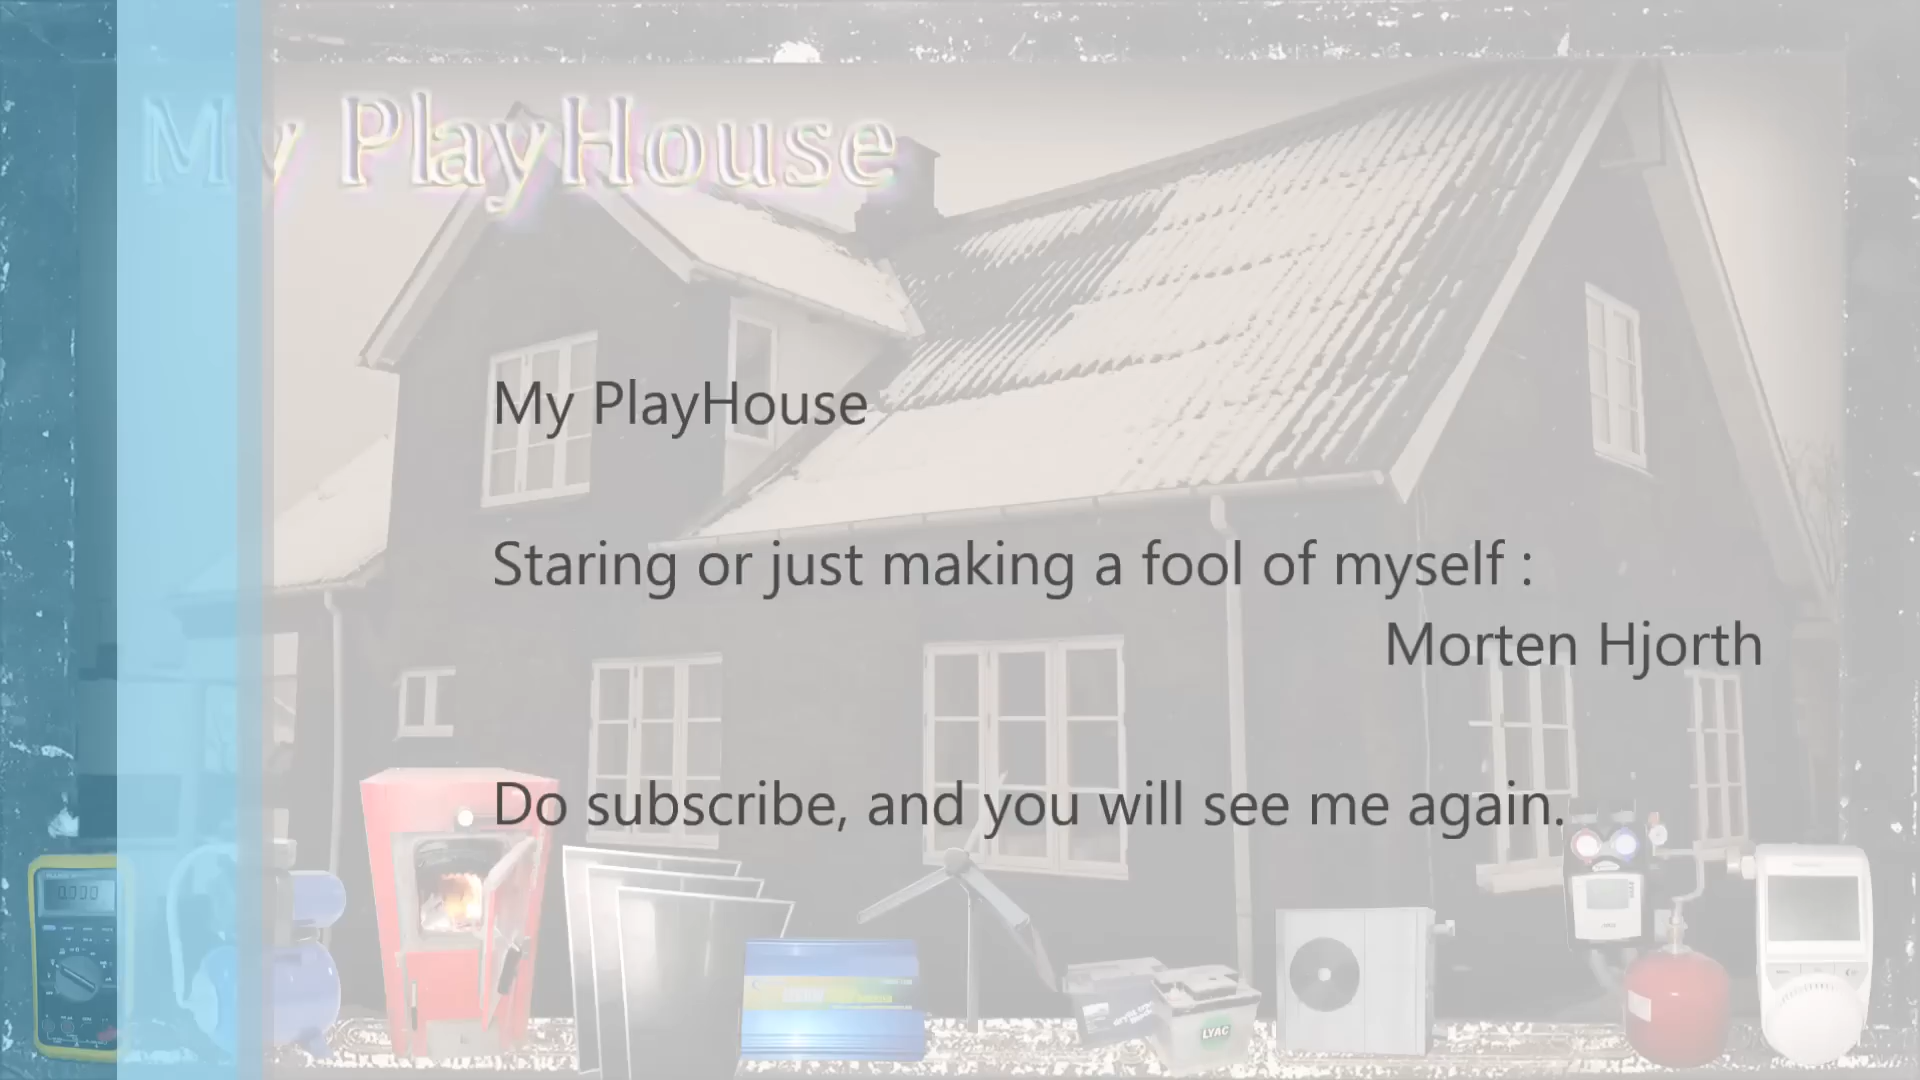 My PlayHouse
My PlayHouse
Staring or just making a fool of myself :
Morten Hjorth
Do subscribe, and you will see me again.
LYAC